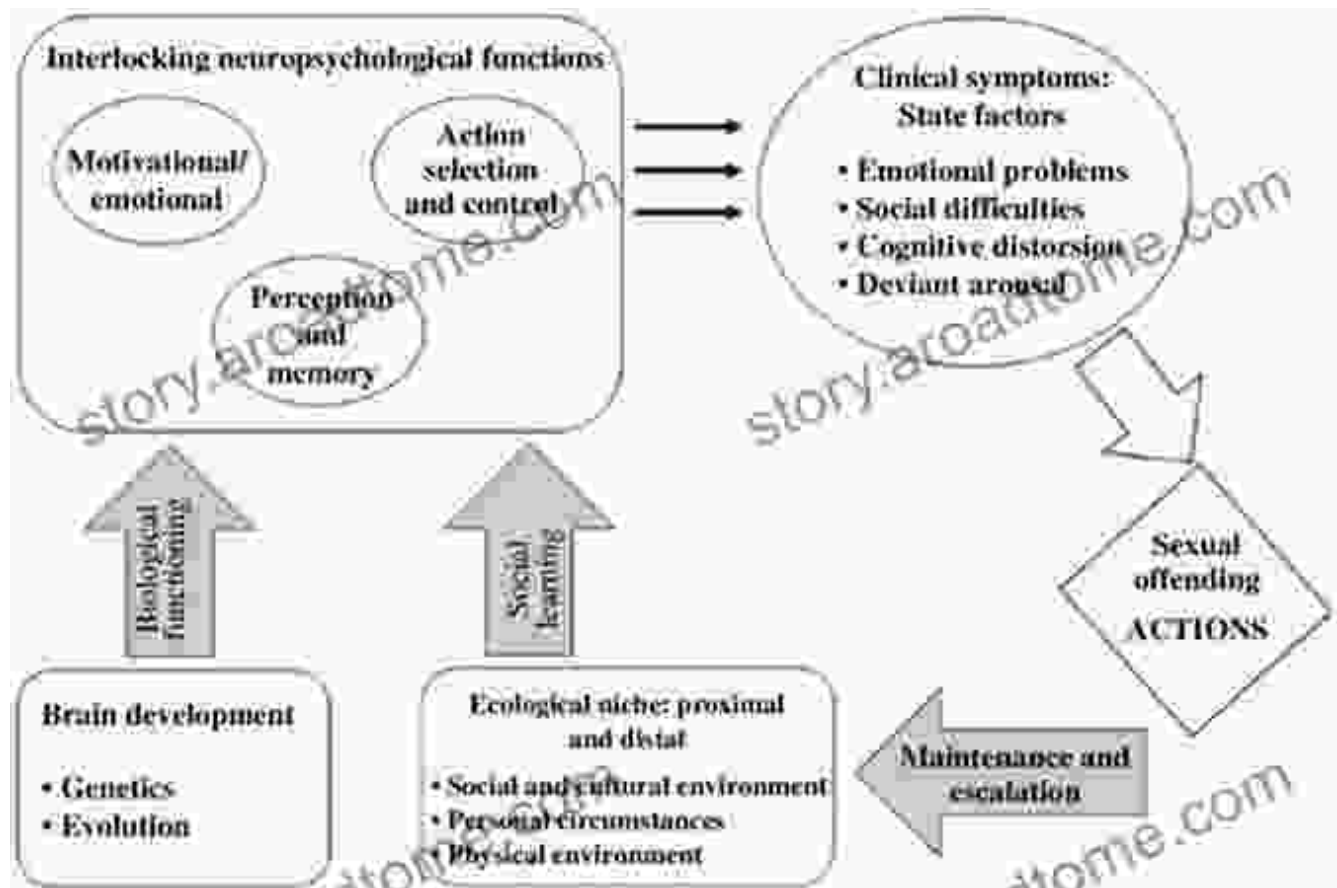 Interlocking neuropsychological functions
Motivational/
emotional
Action
selection
and control
Perception
and
memory
Clinical symptoms:
State factors
• Emotional problems
• Social difficulties
• Cognitive distorsion
• Deviant arousal
Biological
functioning
Social
learning
Sexual
offending
ACTIONS
Brain development
• Genetics
• Evolution
Ecological niche: proximal
and distal
• Social and cultural environment
• Personal circumstances
• Physical environment
Maintenance and
escalation
story.aroadtome.com
story.aroadtome.com